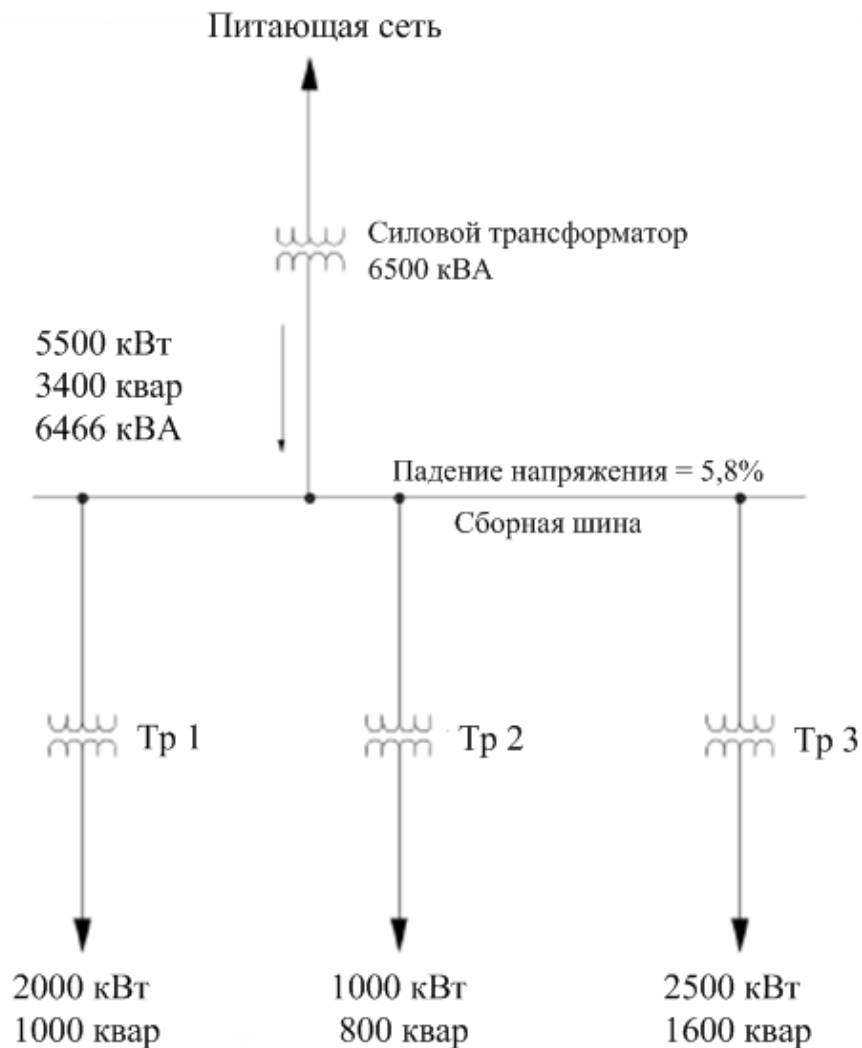 Питающая сеть
Силовой трансформатор
6500 кВА
5500 кВт
3400 квар
6466 кВА
Падение напряжения = 5,8%
Сборная шина
Тр 1
Тр 2
Тр 3
2000 кВт
1000 квар
1000 кВт
800 квар
2500 кВт
1600 квар